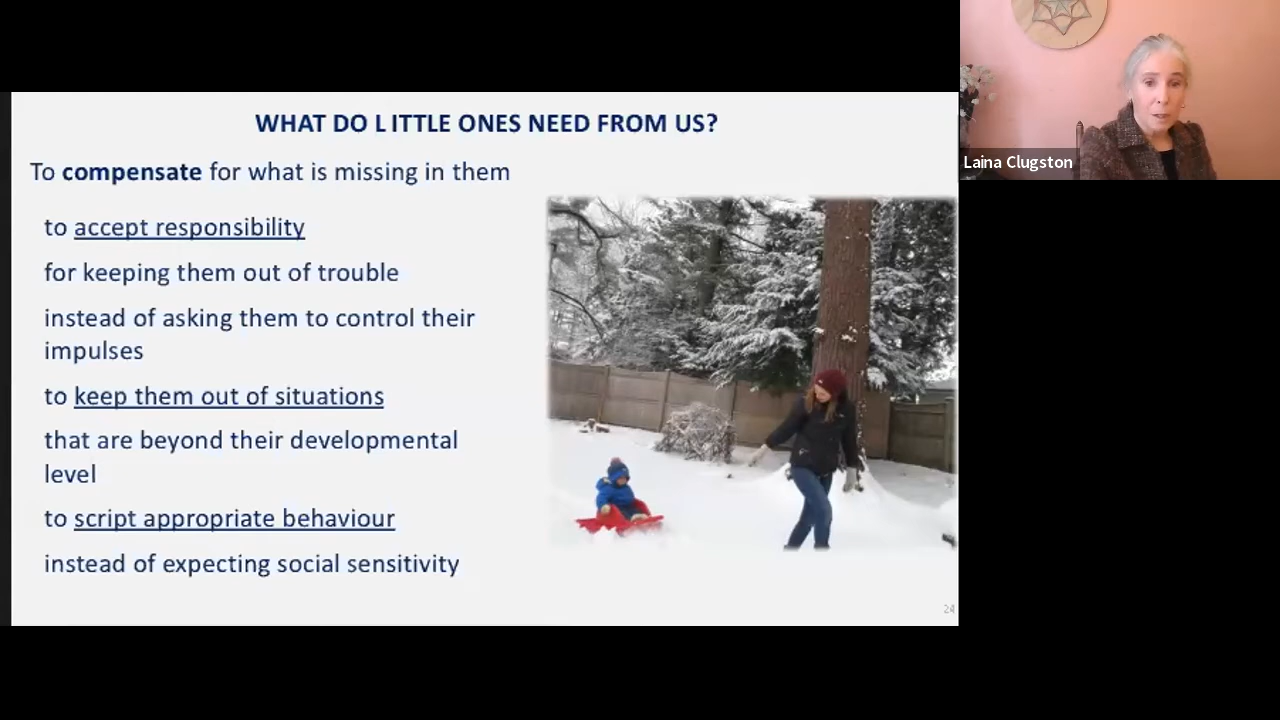 WHAT DO L ITTLE ONES NEED FROM US?
To compensate for what is missing in them
to accept responsibility
for keeping them out of trouble
instead of asking them to control their
impulses
to keep them out of situations
that are beyond their developmental
level
to script appropriate behaviour
instead of expecting social sensitivity
24
Laina Clugston